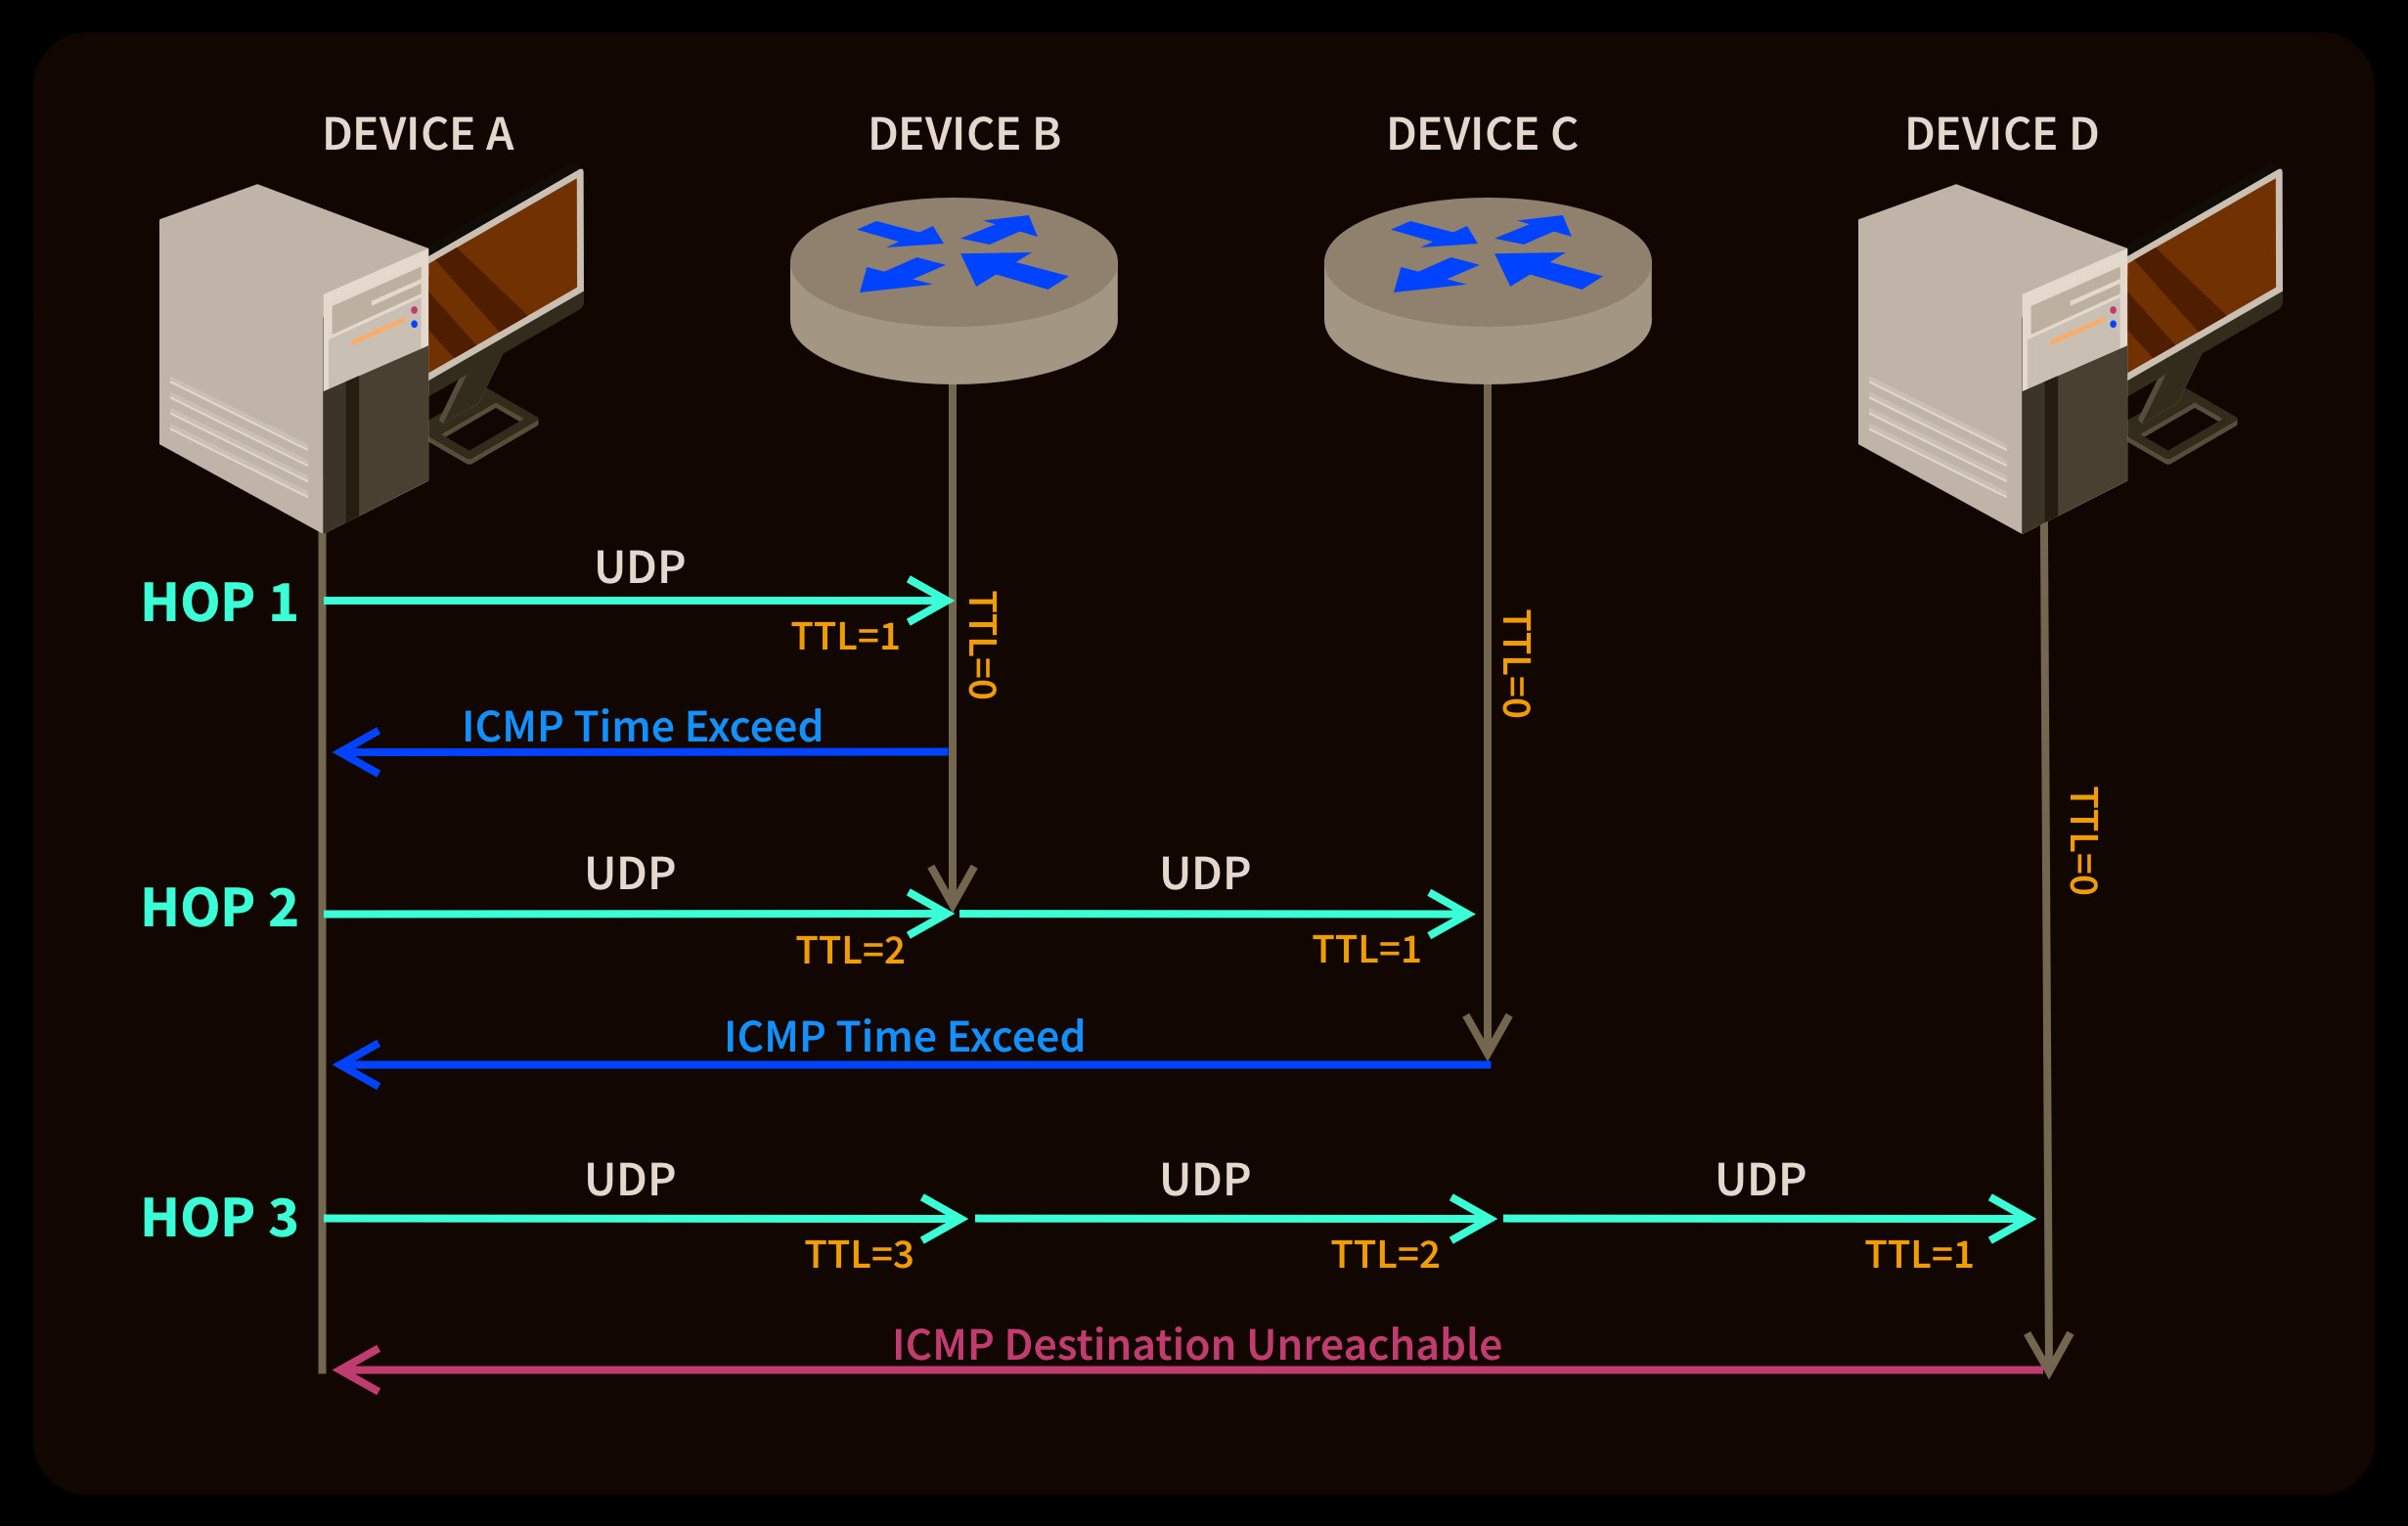 DEVICE A
DEVICE B
DEVICE C
DEVICE D
HOP 1
UDP
TTL=1
TTL=0
TTL=0
ICMP Time Exceed
TTL=0
HOP 2
UDP
UDP
TTL=2
TTL=1
ICMP Time Exceed
HOP 3
UDP
UDP
UDP
TTL=3
TTL=2
TTL=1
ICMP Destination Unreachable